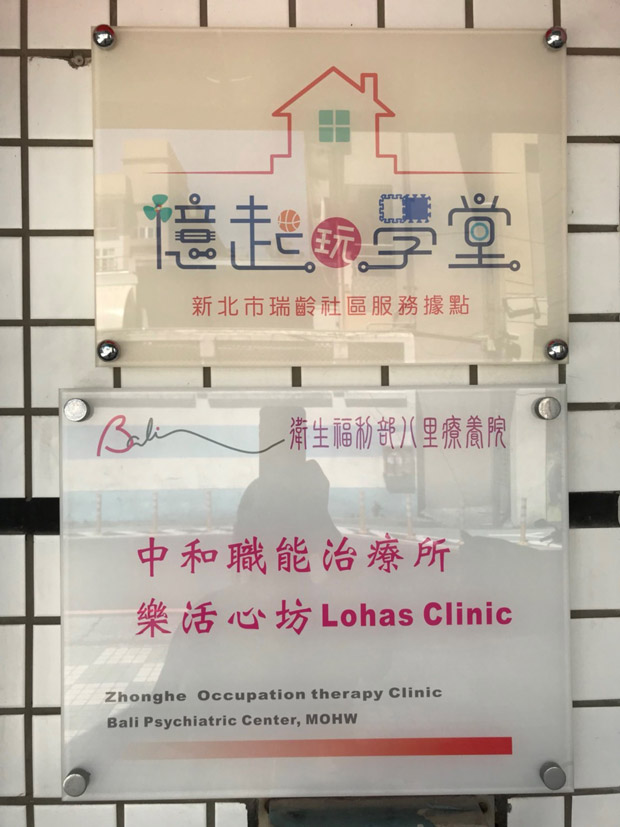 憶起玩學堂
新北市瑞齡社區服務據點
Bali 衛生福利部八里療養院
中和職能治療所
樂活心坊 Lohas Clinic
Zhonghe Occupation therapy Clinic
Bali Psychiatric Center, MOHW